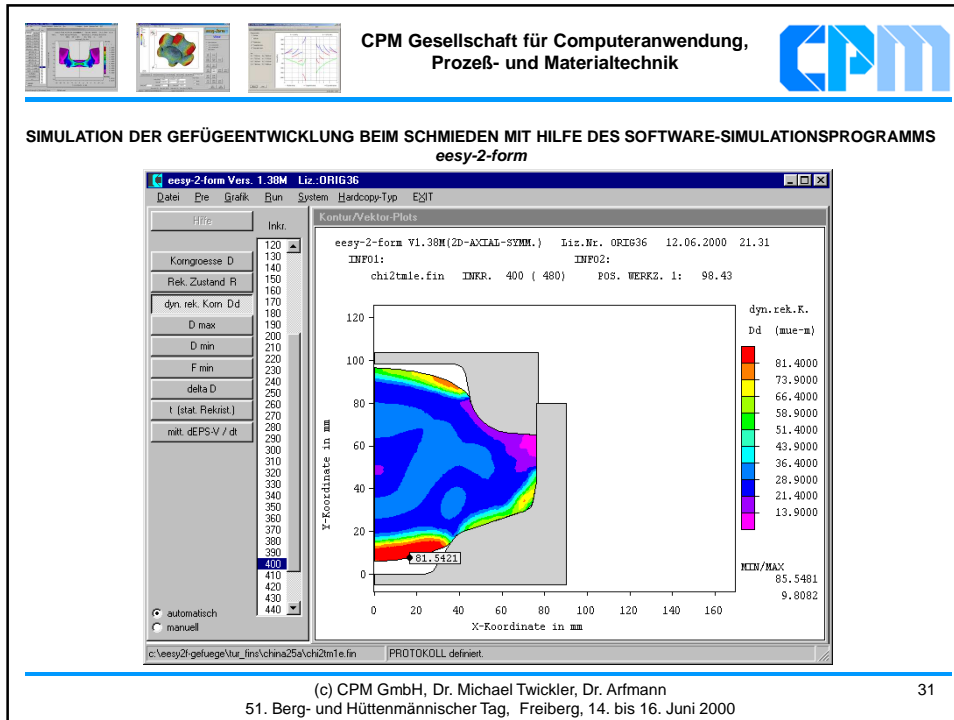 CPM Gesellschaft für Computeranwendung,
Prozeß- und Materialtechnik
CPM
SIMULATION DER GEFÜGEENTWICKLUNG BEIM SCHMIEDEN MIT HILFE DES SOFTWARE-SIMULATIONSPROGRAMMS
eesy-2-form
eesy-2-form Vers. 1.38M Liz.:ORIG36
Datei Pre Grafik Run System Hardcopy-Typ EXIT
Hilfe
Inkr.
Korngroesse D
Rek. Zustand R
dyn. rek. Korn Dd
D max
D min
F min
delta D
t (stat. Rekrist.)
mitt. dEPS-V / dt
120
130
140
150
160
170
180
190
200
210
220
230
240
250
260
270
280
290
300
310
320
330
340
350
360
370
380
390
400
410
420
430
440
automatisch
manuell
Kontur/Vektor-Plots
eesy-2-form V1.38M(2D-AXIAL-SYMM.) Liz.Nr. ORIG36 12.06.2000 21.31
INFO1: INFO2:
chi2tm1e.fin INKR. 400 ( 480) POS. WERKZ. 1: 98.43
120
100
80
60
40
20
0
Y-Koordinate in mm
81.5421
0 20 40 60 80 100 120 140 160
X-Koordinate in mm
dyn.rek.K.
Dd (mue-m)
81.4000
73.9000
66.4000
58.9000
51.4000
43.9000
36.4000
28.9000
21.4000
13.9000
MIN/MAX
85.5481
9.8082
c:\eesy2f-gefuege\tur_fins\china25a\chi2tm1e.fin PROTOKOLL definiert.
(c) CPM GmbH, Dr. Michael Twickler, Dr. Arfmann 31
51. Berg- und Hüttenmännischer Tag, Freiberg, 14. bis 16. Juni 2000